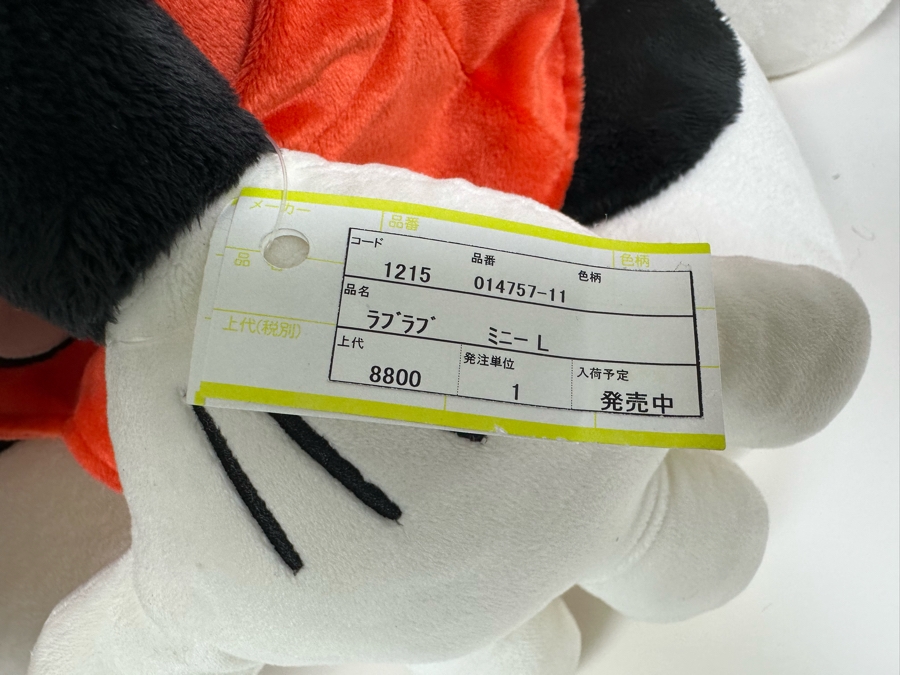 メーカー 品番
コード 品番 色柄 色柄
1215 014757-11
品 名
品名
ラブラブ ミニーL
上代(税別)
上代 発注単位 入荷予定
8800 1 発売中